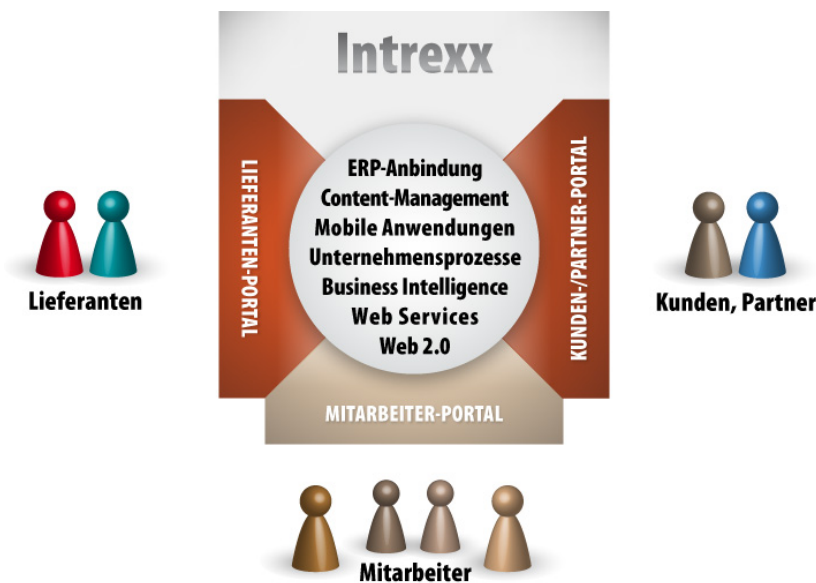 Intrexx
LIEFERANTEN-PORTAL
ERP-Anbindung
Content-Management
Mobile Anwendungen
Unternehmensprozesse
Business Intelligence
Web Services
Web 2.0
KUNDEN-/PARTNER-PORTAL
Lieferanten
Kunden, Partner
MITARBEITER-PORTAL
Mitarbeiter